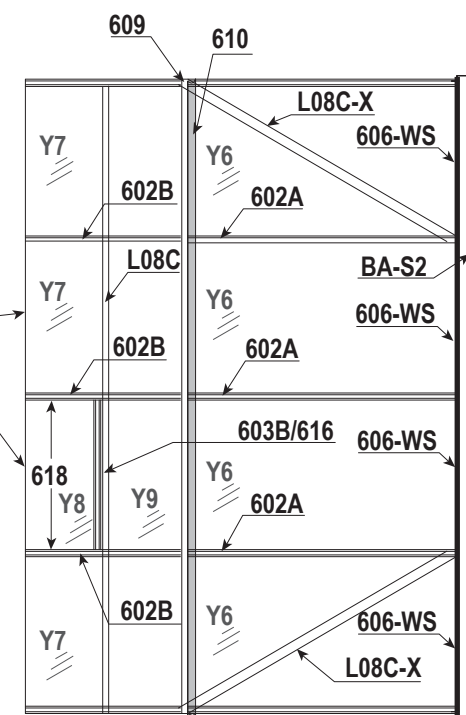 609
610
L08C-X
Y7
Y6
606-WS
602B
602A
L08C
BA-S2
Y7
Y6
606-WS
602B
602A
603B/616
606-WS
618
Y8
Y9
Y6
602A
602B
Y6
606-WS
Y7
L08C-X